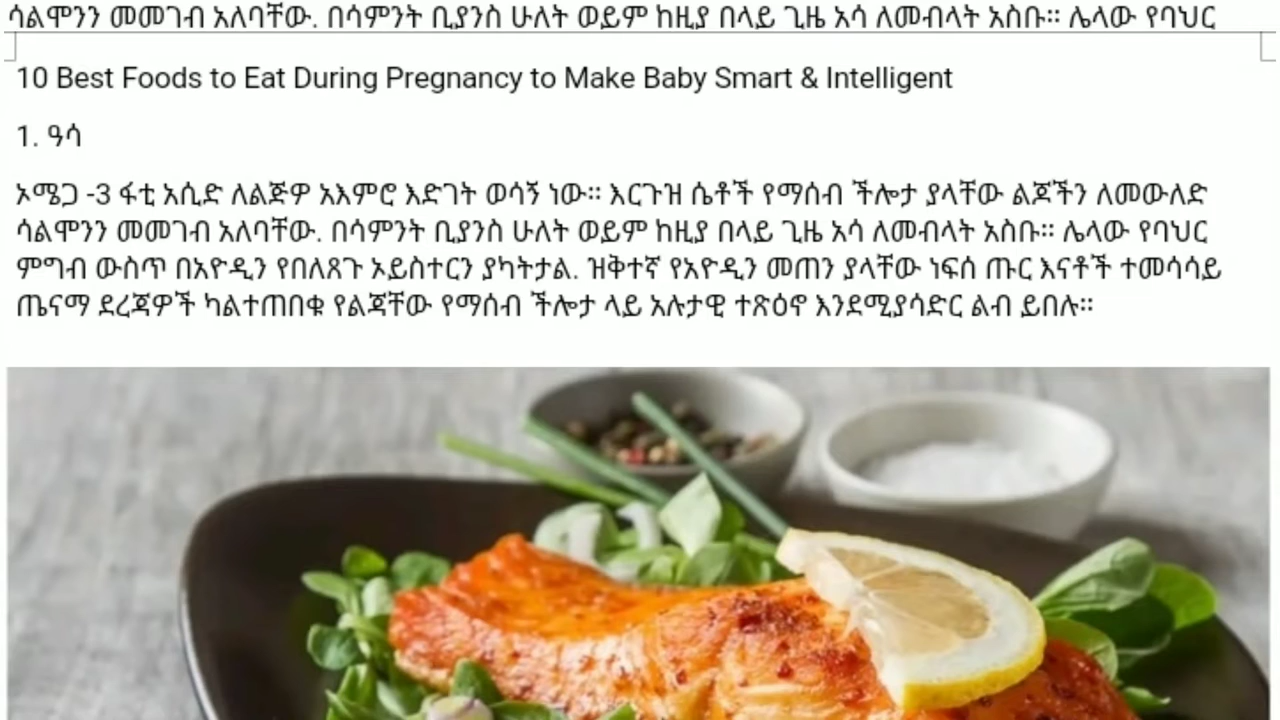 ሳልሞንን መመገብ አለባቸው. በሳምንት ቢያንስ ሁለት ወይም ከዚያ በላይ ጊዜ አሳ ለመብላት አስቡ። ሌላው የባህር
10 Best Foods to Eat During Pregnancy to Make Baby Smart & Intelligent
1. ዓሳ
ኦሜጋ -3 ፋቲ አሲድ ለልጅዎ አእምሮ እድገት ወሳኝ ነው። እርጉዝ ሴቶች የማሰብ ችሎታ ያላቸው ልጆችን ለመውለድ
ሳልሞንን መመገብ አለባቸው. በሳምንት ቢያንስ ሁለት ወይም ከዚያ በላይ ጊዜ አሳ ለመብላት አስቡ። ሌላው የባህር
ምግብ ውስጥ በአዮዲን የበለጸጉ ኦይስተርን ያካትታል. ዝቅተኛ የአዮዲን መጠን ያላቸው ነፍሰ ጡር እናቶች ተመሳሳይ
ጤናማ ደረጃዎች ካልተጠበቁ የልጃቸው የማሰብ ችሎታ ላይ አሉታዊ ተጽዕኖ እንደሚያሳድር ልብ ይበሉ።